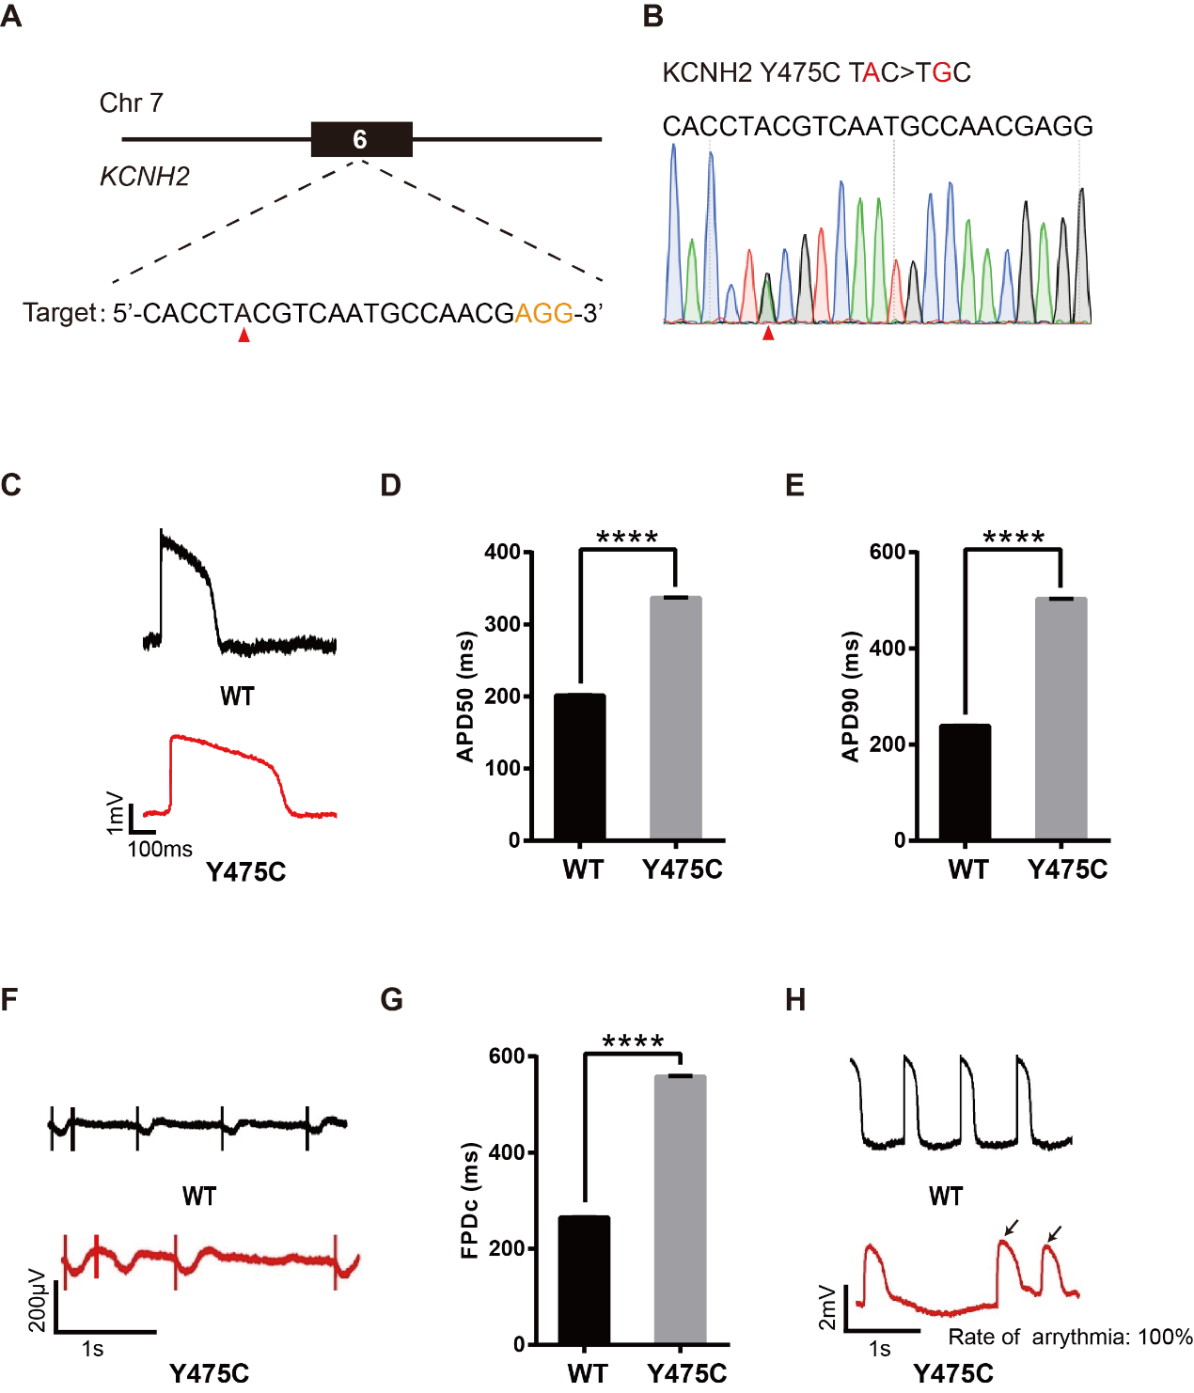 A
Chr 7
6
KCNH2
Target: 5’-CACCTACGTCAATGCCAACGAGG-3’
B
KCNH2 Y475C TAC>TGC
CACCTACGTCAATGCCAACGAGG
C
WT
1mV
100ms
Y475C
D
****
400
300
200
100
0
APD50 (ms)
WT Y475C
E
****
600
400
200
0
APD90 (ms)
WT Y475C
F
WT
200μV
1s
Y475C
G
****
600
400
200
0
FPDc (ms)
WT Y475C
H
WT
2mV
1s
Rate of arrythmia: 100%
Y475C